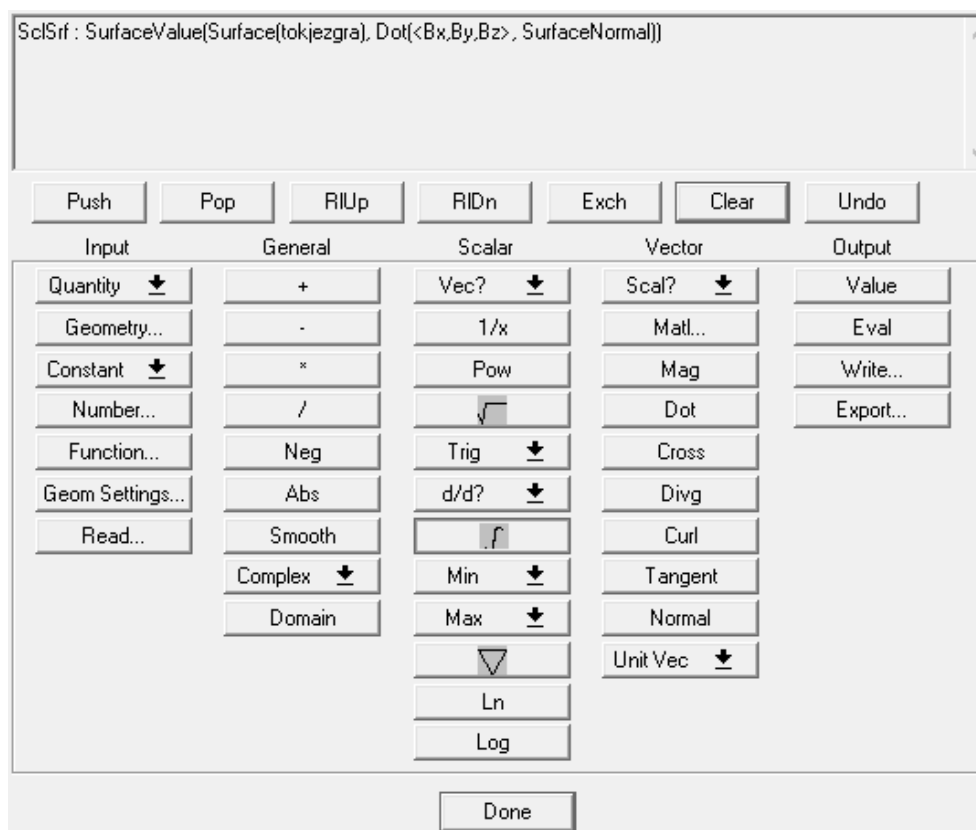 SclSrf : SurfaceValue(Surface(tokjezgra), Dot(<Bx,By,Bz>, SurfaceNormal))
Push Pop RlUp RlDn Exch Clear Undo
Input General Scalar Vector Output
Quantity + Vec? Scal? Value
Geometry... - 1/x Matl... Eval
Constant * Pow Mag Write...
Number... / √ Dot Export...
Function... Neg Trig Cross
Geom Settings... Abs d/d? Divg
Read... Smooth ∫ Curl
Complex Min Tangent
Domain Max Normal
▽ Unit Vec
Ln
Log
Done